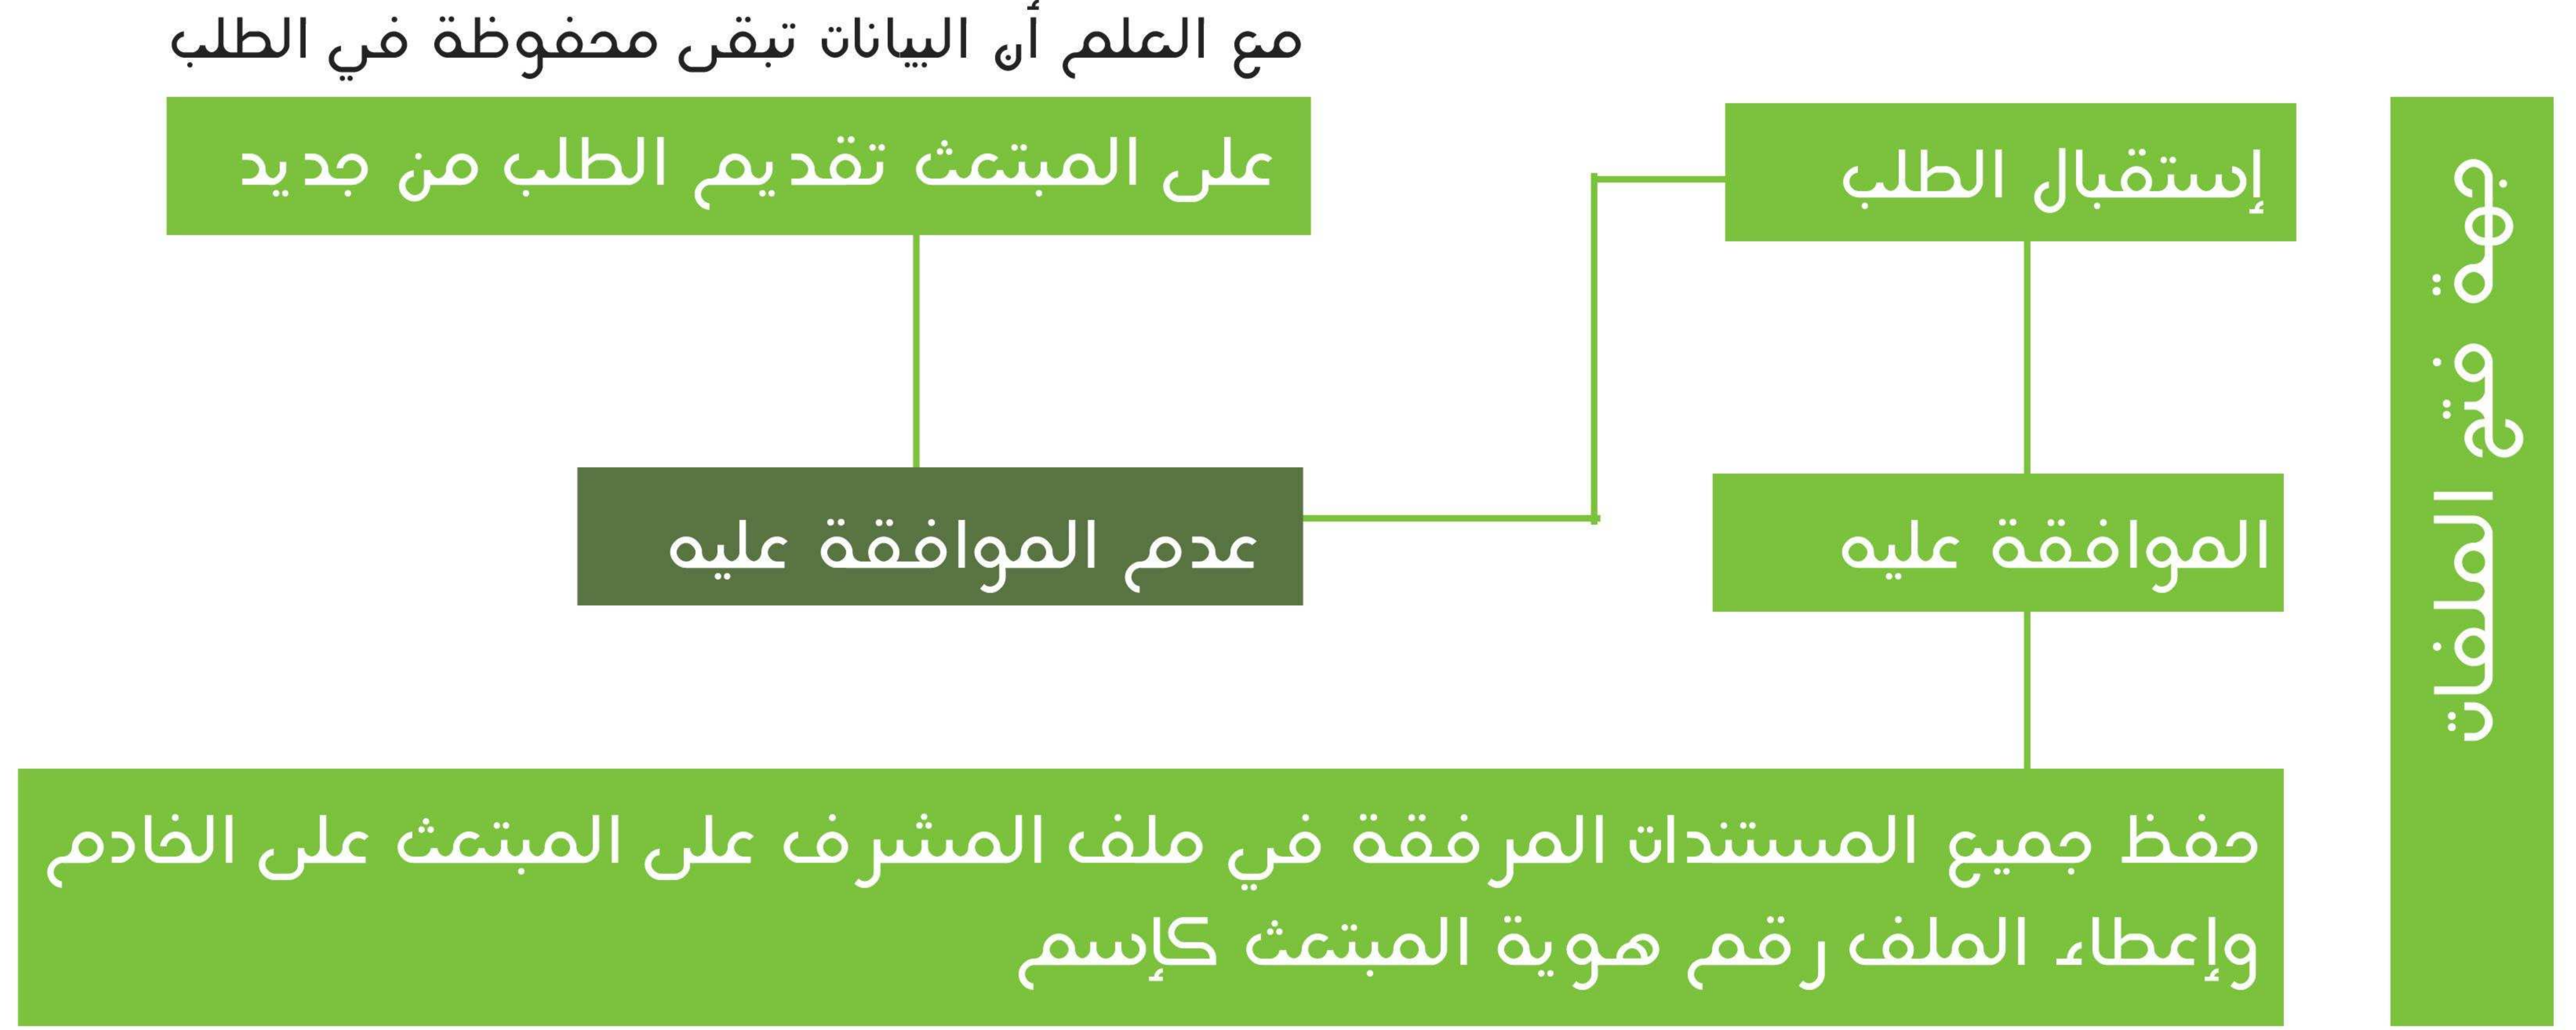 جهة فتح الملفات
إستقبال الطلب
الموافقة عليه
عدم الموافقة عليه
على المبتعث تقديم الطلب من جديد
مع العلم أن البيانات تبقى محفوظة في الطلب
حفظ جميع المستندات المرفقة في ملف المشرف على المبتعث على الخادم
وإعطاء الملف رقم هوية المبتعث كإسم